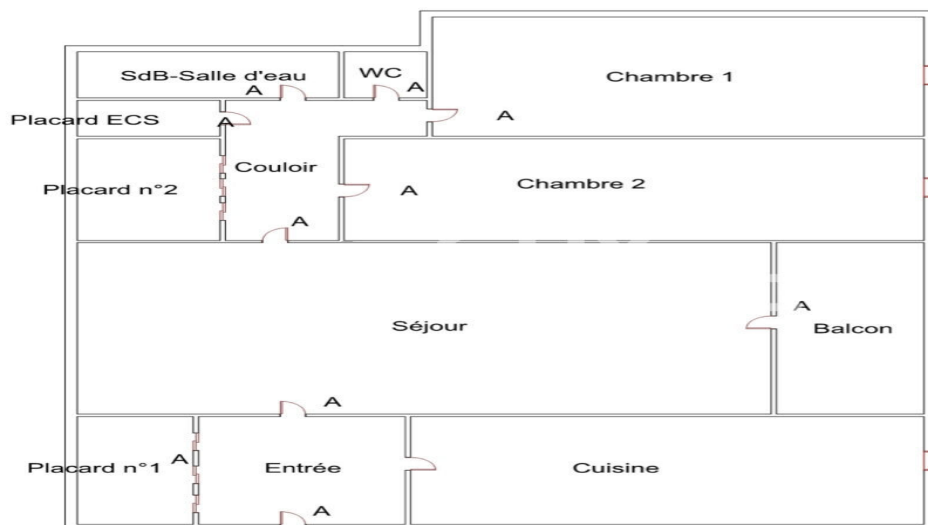 SdB-Salle d'eau
WC
Chambre 1
A
A
A
Placard ECS
A
Couloir
Placard n°2
A
Chambre 2
A
A
Séjour
Balcon
A
Placard n°1
A
Entrée
Cuisine
A